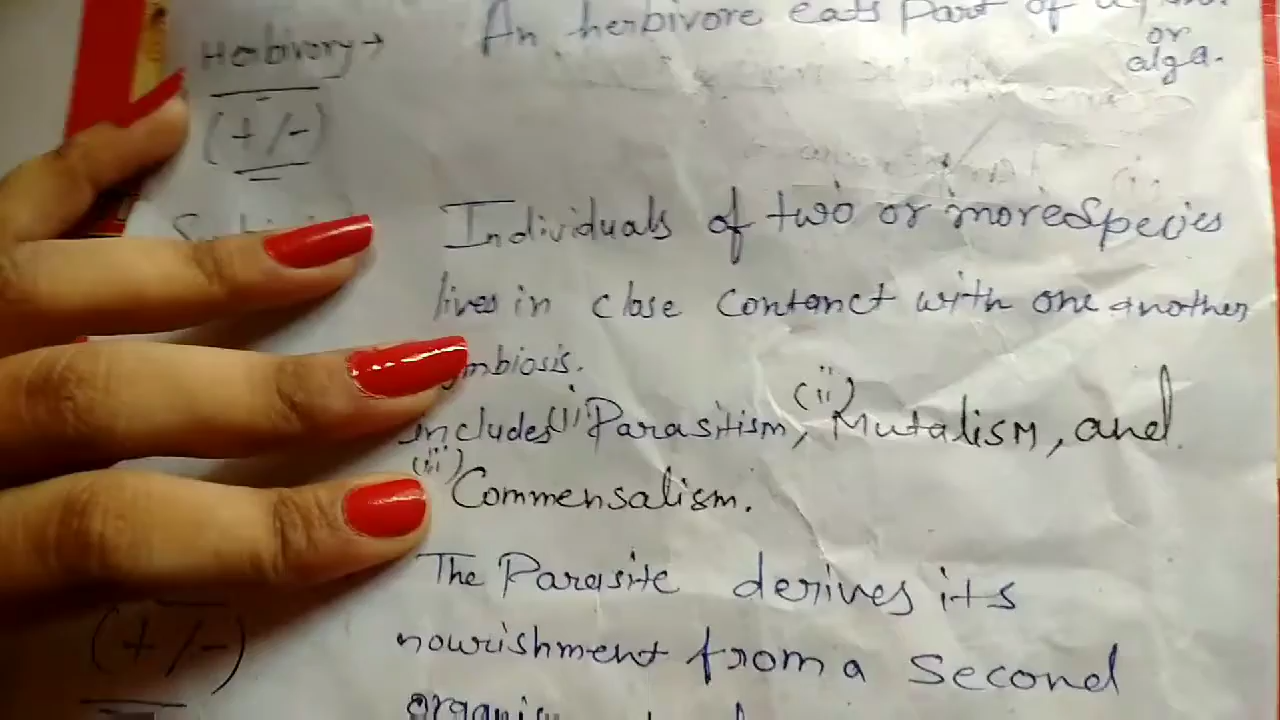 Herbivory → An herbivore eats Part of
or
alga.
(+/-)
Individuals of two or more Species
lives in close contanct with one another
mbiosis.
includes (i) Parasitism, (ii) Mutalism, and
(iii) Commensalism.
The Parasite derives its
(+/-)
nourishment from a Second